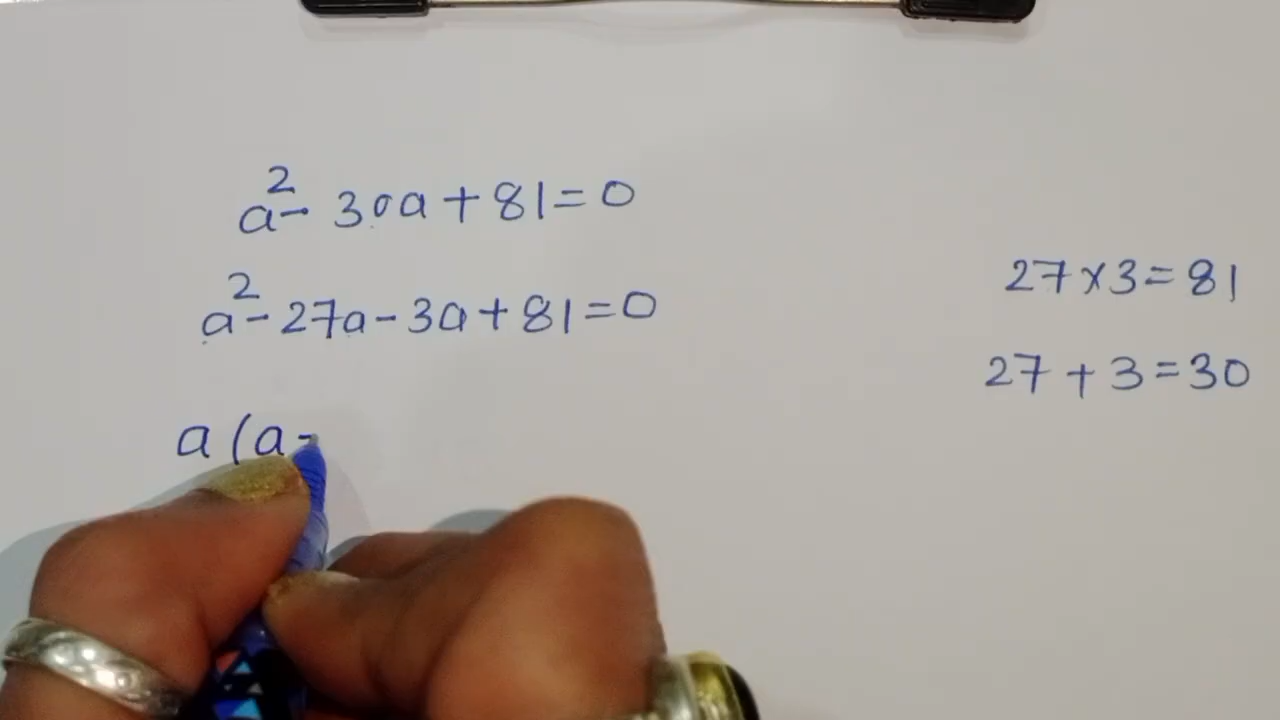 a² - 30a + 81 = 0
a² - 27a - 3a + 81 = 0
a (a -
27 × 3 = 81
27 + 3 = 30